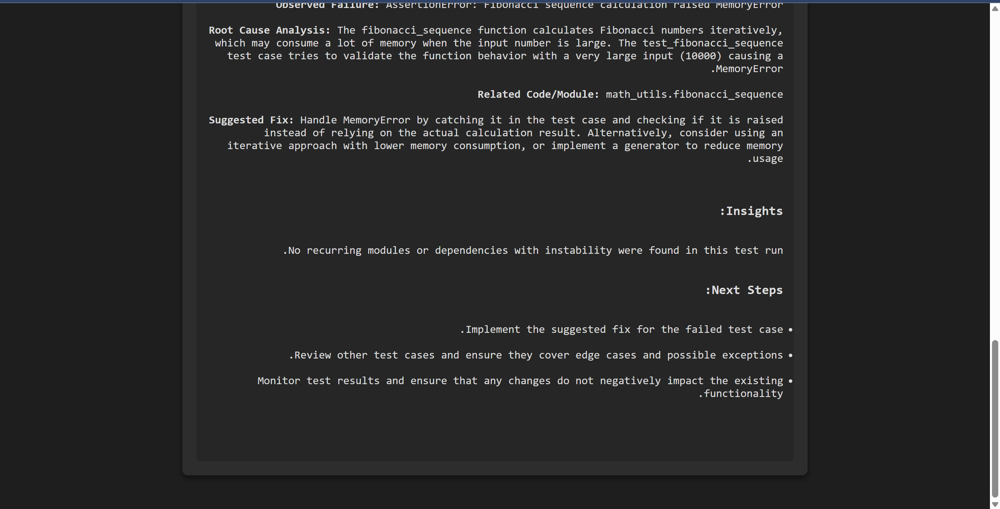 Observed Failure: AssertionError: Fibonacci sequence calculation raised MemoryError
Root Cause Analysis: The fibonacci_sequence function calculates Fibonacci numbers iteratively,
which may consume a lot of memory when the input number is large. The test_fibonacci_sequence
test case tries to validate the function behavior with a very large input (10000) causing a
.MemoryError
Related Code/Module: math_utils.fibonacci_sequence
Suggested Fix: Handle MemoryError by catching it in the test case and checking if it is raised
instead of relying on the actual calculation result. Alternatively, consider using an
iterative approach with lower memory consumption, or implement a generator to reduce memory
.usage
:Insights
.No recurring modules or dependencies with instability were found in this test run
:Next Steps
.Implement the suggested fix for the failed test case •
.Review other test cases and ensure they cover edge cases and possible exceptions •
Monitor test results and ensure that any changes do not negatively impact the existing •
.functionality